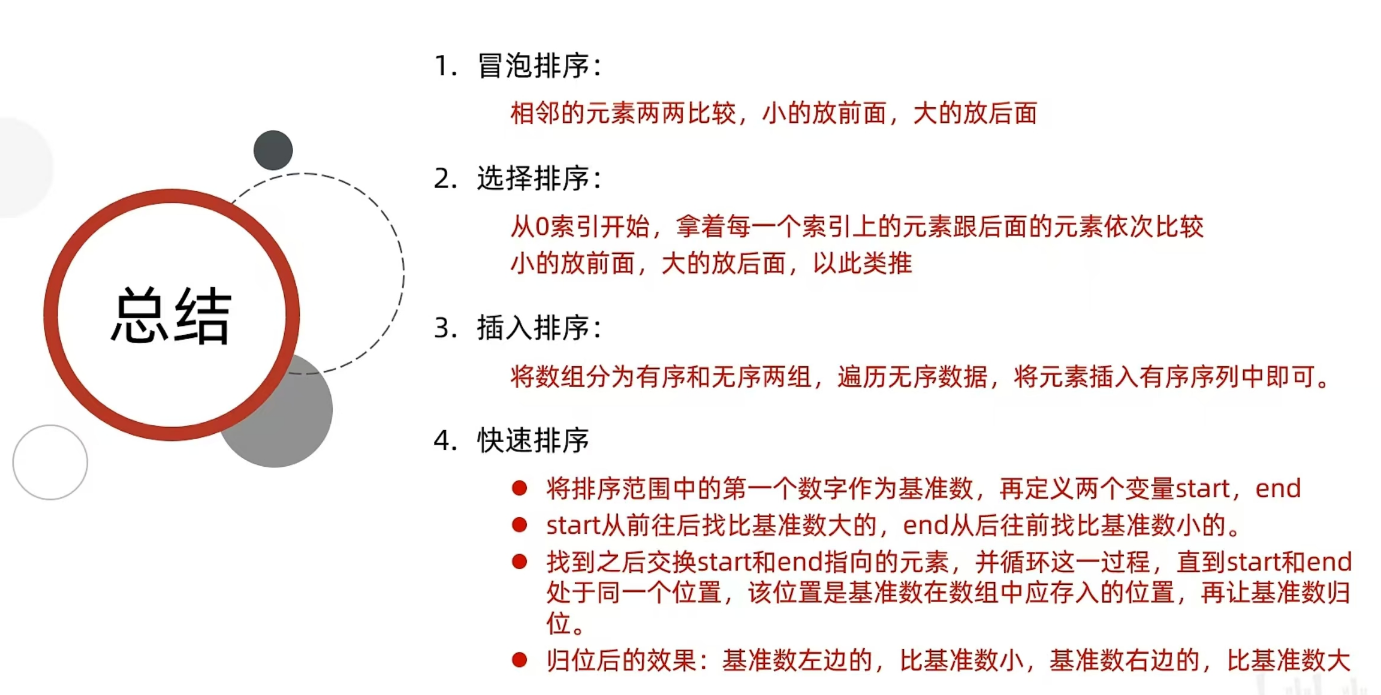 总结
1. 冒泡排序：
相邻的元素两两比较，小的放前面，大的放后面
2. 选择排序：
从0索引开始，拿着每一个索引上的元素跟后面的元素依次比较
小的放前面，大的放后面，以此类推
3. 插入排序：
将数组分为有序和无序两组，遍历无序数据，将元素插入有序序列中即可。
4. 快速排序
● 将排序范围中的第一个数字作为基准数，再定义两个变量start，end
● start从前往后找比基准数大的，end从后往前找比基准数小的。
● 找到之后交换start和end指向的元素，并循环这一过程，直到start和end
处于同一个位置，该位置是基准数在数组中应存入的位置，再让基准数归
位。
● 归位后的效果：基准数左边的，比基准数小，基准数右边的，比基准数大